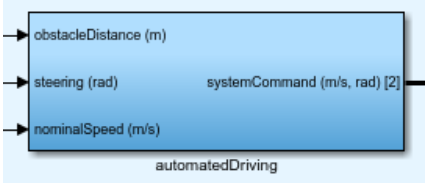 obstacleDistance (m)
steering (rad)
systemCommand (m/s, rad) [2]
nominalSpeed (m/s)
automatedDriving